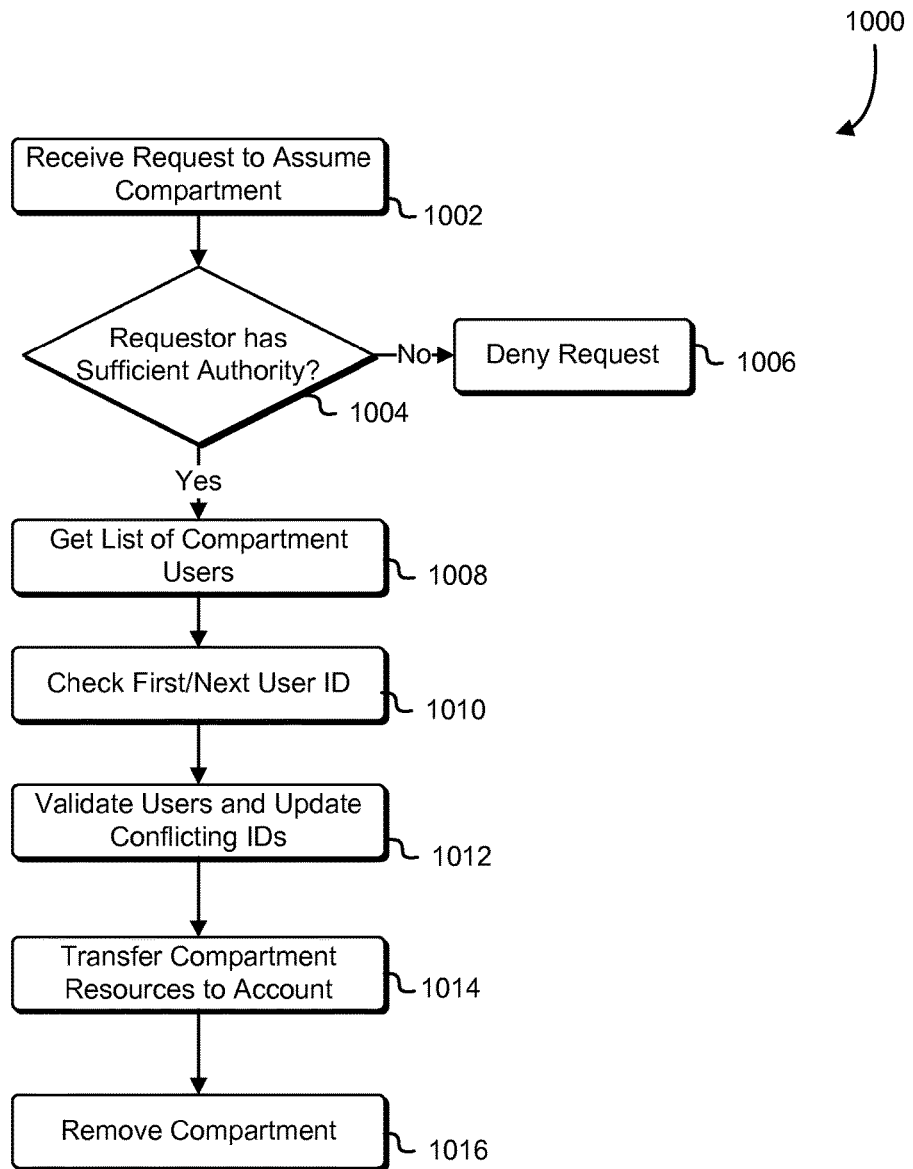 1000
Receive Request to Assume
Compartment
1002
Requestor has
Sufficient Authority?
1004
No
Deny Request
1006
Yes
Get List of Compartment
Users
1008
Check First/Next User ID
1010
Validate Users and Update
Conflicting IDs
1012
Transfer Compartment
Resources to Account
1014
Remove Compartment
1016